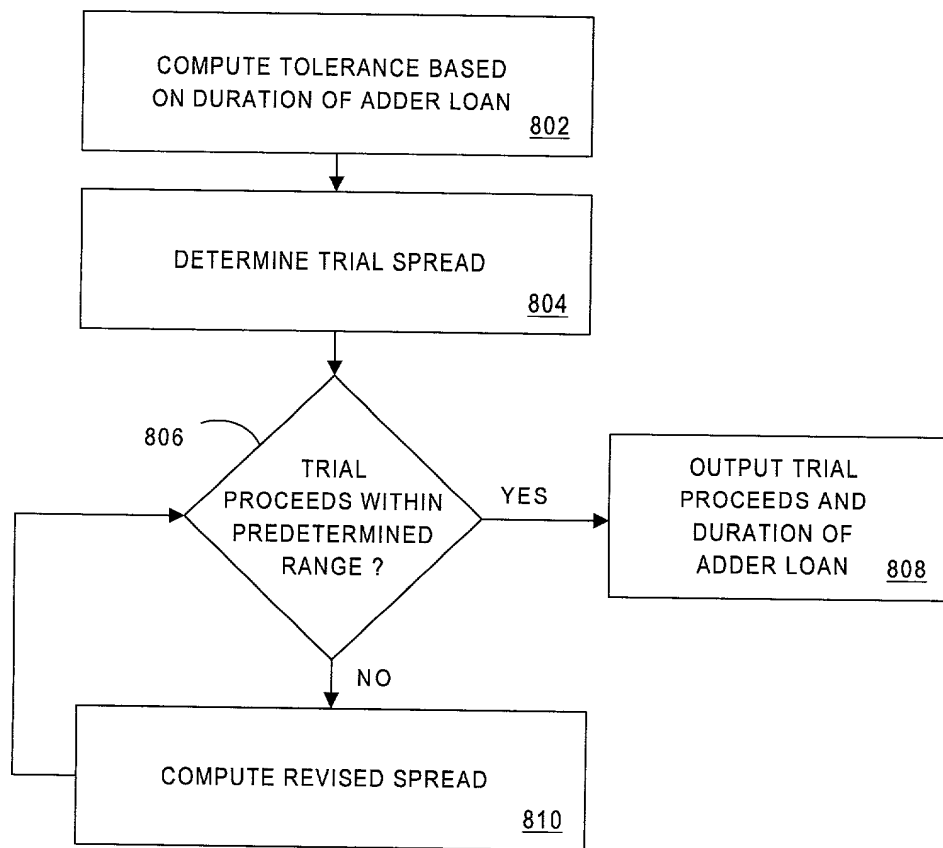 COMPUTE TOLERANCE BASED
ON DURATION OF ADDER LOAN
802
DETERMINE TRIAL SPREAD
804
806
TRIAL
PROCEEDS WITHIN
PREDETERMINED
RANGE ?
YES
OUTPUT TRIAL
PROCEEDS AND
DURATION OF
ADDER LOAN
808
NO
COMPUTE REVISED SPREAD
810